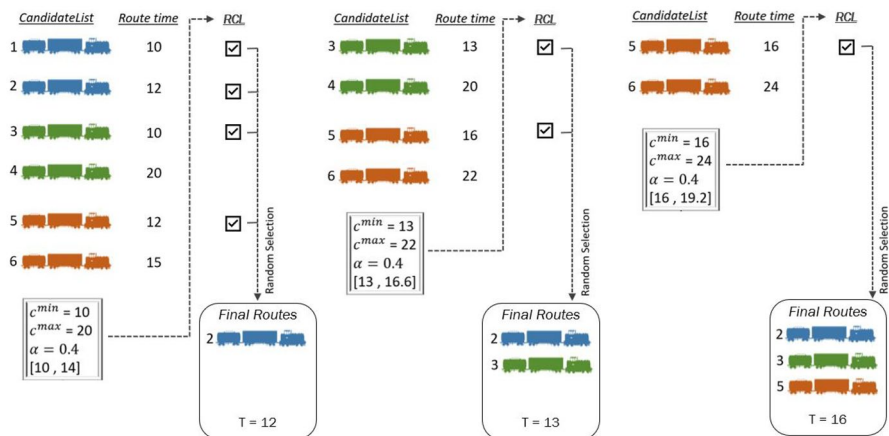 CandidateList Route time RCL
1 10
2 12
3 10
4 20
5 12
6 15
c^min = 10
c^max = 20
α = 0.4
[10 , 14]
Random Selection
Final Routes
2
T = 12
CandidateList Route time RCL
3 13
4 20
5 16
6 22
c^min = 13
c^max = 22
α = 0.4
[13 , 16.6]
Random Selection
Final Routes
2
3
T = 13
CandidateList Route time RCL
5 16
6 24
c^min = 16
c^max = 24
α = 0.4
[16 , 19.2]
Random Selection
Final Routes
2
3
5
T = 16